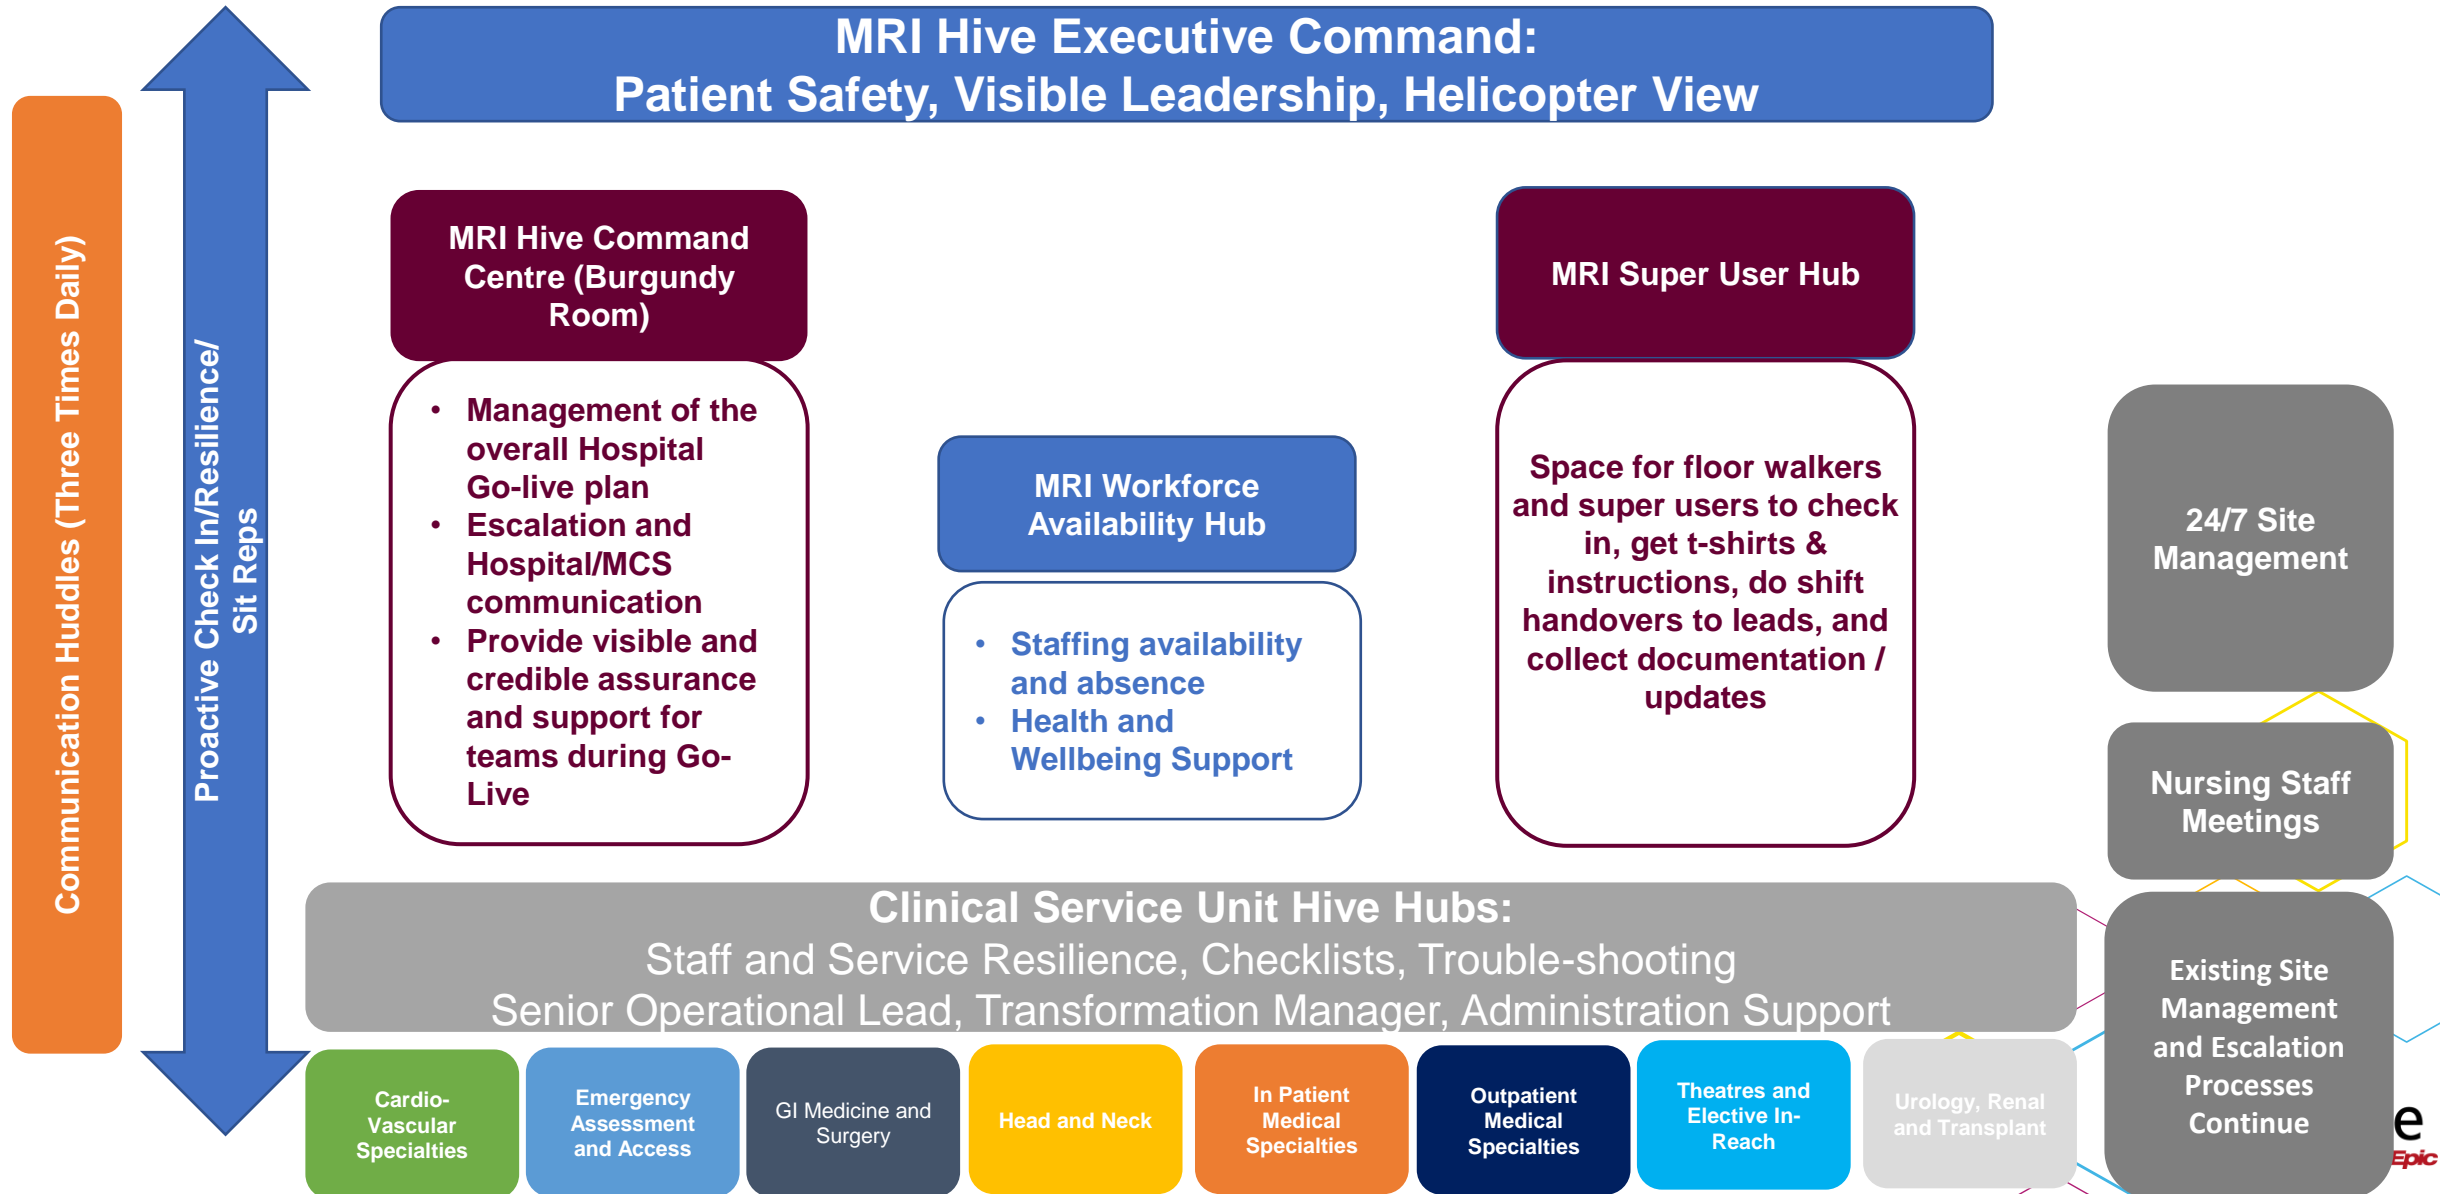 MRI Hive Executive Command:
Patient Safety, Visible Leadership, Helicopter View
Communication Huddles (Three Times Daily)
Proactive Check In/Resilience/
Sit Reps
MRI Hive Command
Centre (Burgundy
Room)
• Management of the
overall Hospital
Go-live plan
• Escalation and
Hospital/MCS
communication
• Provide visible and
credible assurance
and support for
teams during Go-
Live
MRI Workforce
Availability Hub
• Staffing availability
and absence
• Health and
Wellbeing Support
MRI Super User Hub
Space for floor walkers
and super users to check
in, get t-shirts &
instructions, do shift
handovers to leads, and
collect documentation /
updates
24/7 Site
Management
Nursing Staff
Meetings
Existing Site
Management
and Escalation
Processes
Continue
Clinical Service Unit Hive Hubs:
Staff and Service Resilience, Checklists, Trouble-shooting
Senior Operational Lead, Transformation Manager, Administration Support
Cardio-
Vascular
Specialties
Emergency
Assessment
and Access
GI Medicine and
Surgery
Head and Neck
In Patient
Medical
Specialties
Outpatient
Medical
Specialties
Theatres and
Elective In-
Reach
Urology, Renal
and Transplant
e
Epic